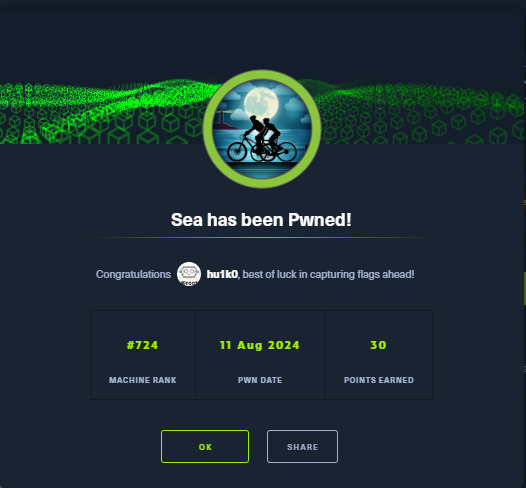 Sea has been Pwned!
Congratulations hu1k0, best of luck in capturing flags ahead!
#724 11 Aug 2024 30
MACHINE RANK PWN DATE POINTS EARNED
OK SHARE